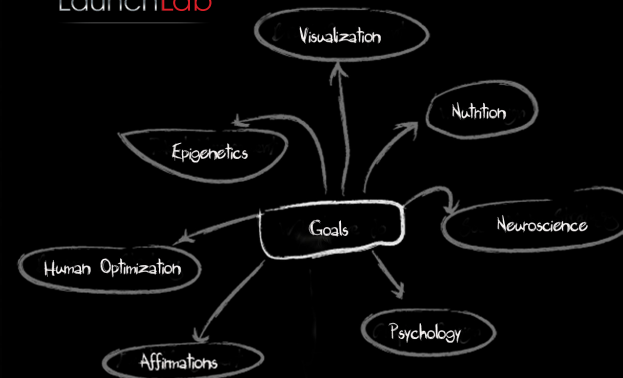 LaunchLab
Visualization
Nutrition
Epigenetics
Goals
Neuroscience
Human Optimization
Psychology
Affirmations